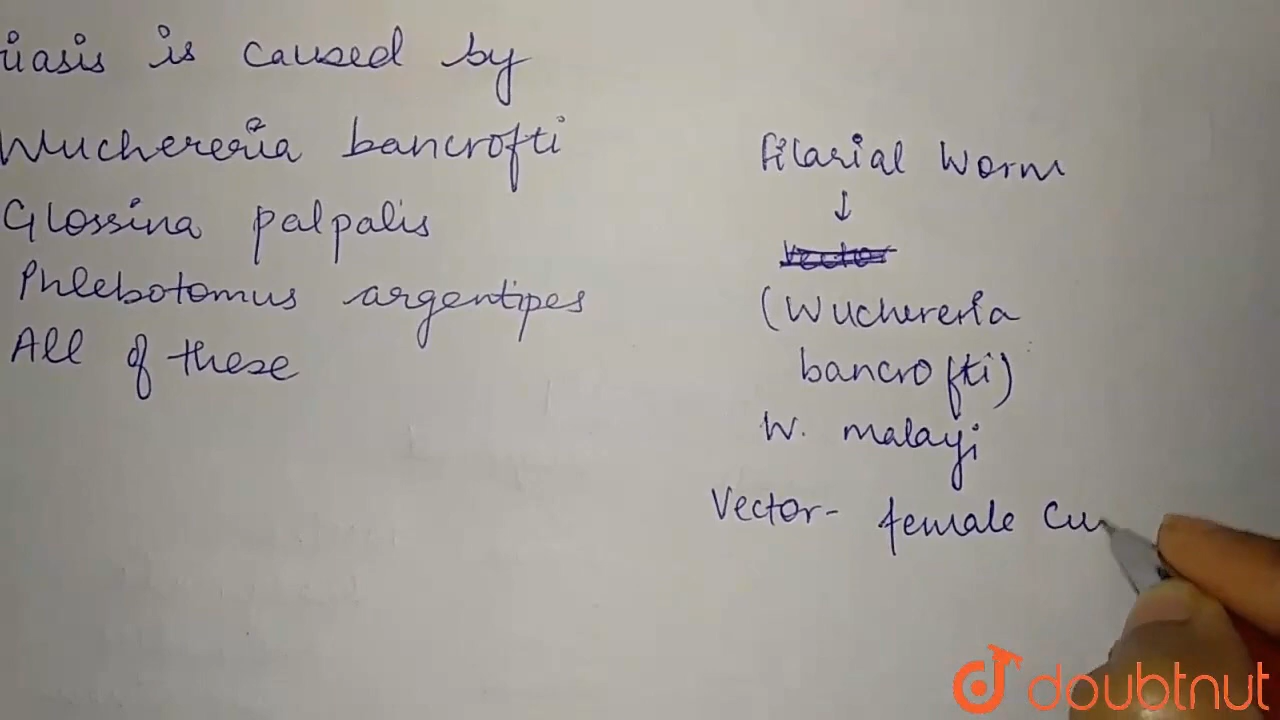 iasis is caused by
Wuchereria bancrofti
Glossina palpalis
Phlebotomus argentipes
All of these
filarial Worm
↓
Vector
(Wuchereria
bancrofti)
W. malayi
Vector- female Cu
doubtnut